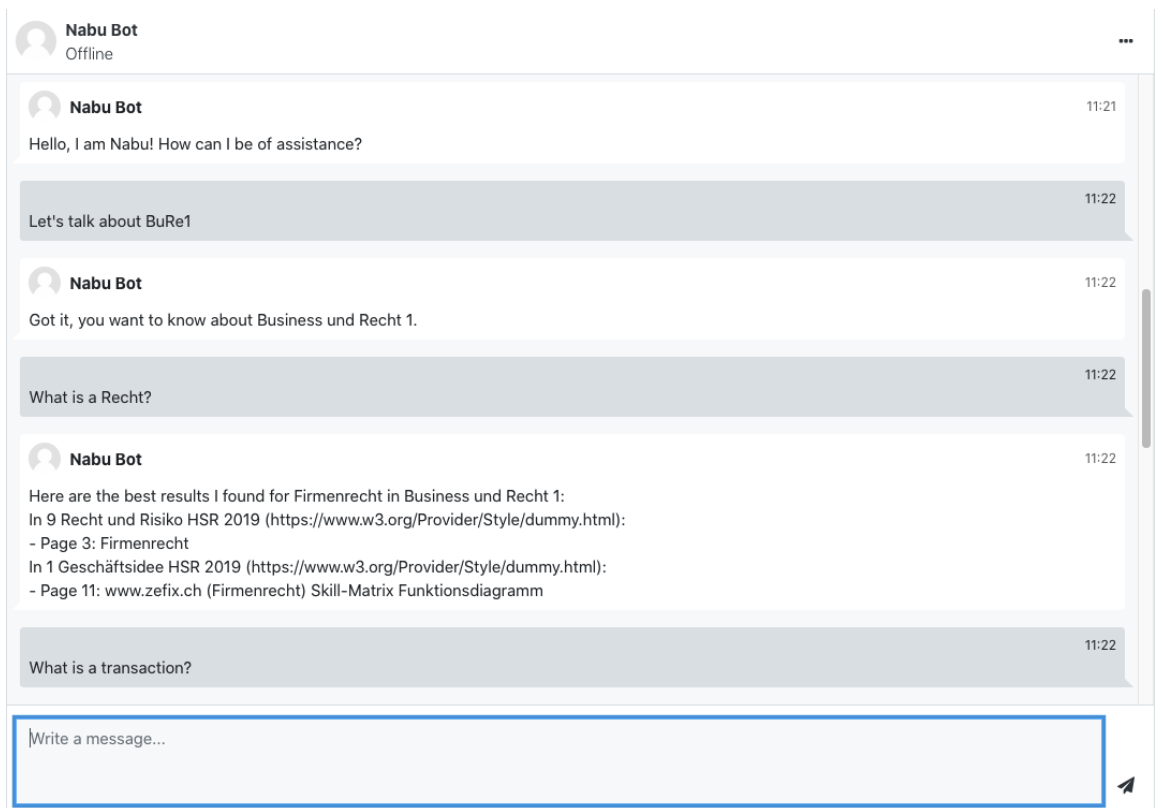 Nabu Bot
Offline
Nabu Bot
11:21
Hello, I am Nabu! How can I be of assistance?
11:22
Let's talk about BuRe1
Nabu Bot
11:22
Got it, you want to know about Business und Recht 1.
11:22
What is a Recht?
Nabu Bot
11:22
Here are the best results I found for Firmenrecht in Business und Recht 1:
In 9 Recht und Risiko HSR 2019 (https://www.w3.org/Provider/Style/dummy.html):
- Page 3: Firmenrecht
In 1 Geschäftsidee HSR 2019 (https://www.w3.org/Provider/Style/dummy.html):
- Page 11: www.zefix.ch (Firmenrecht) Skill-Matrix Funktionsdiagramm
11:22
What is a transaction?
Write a message...